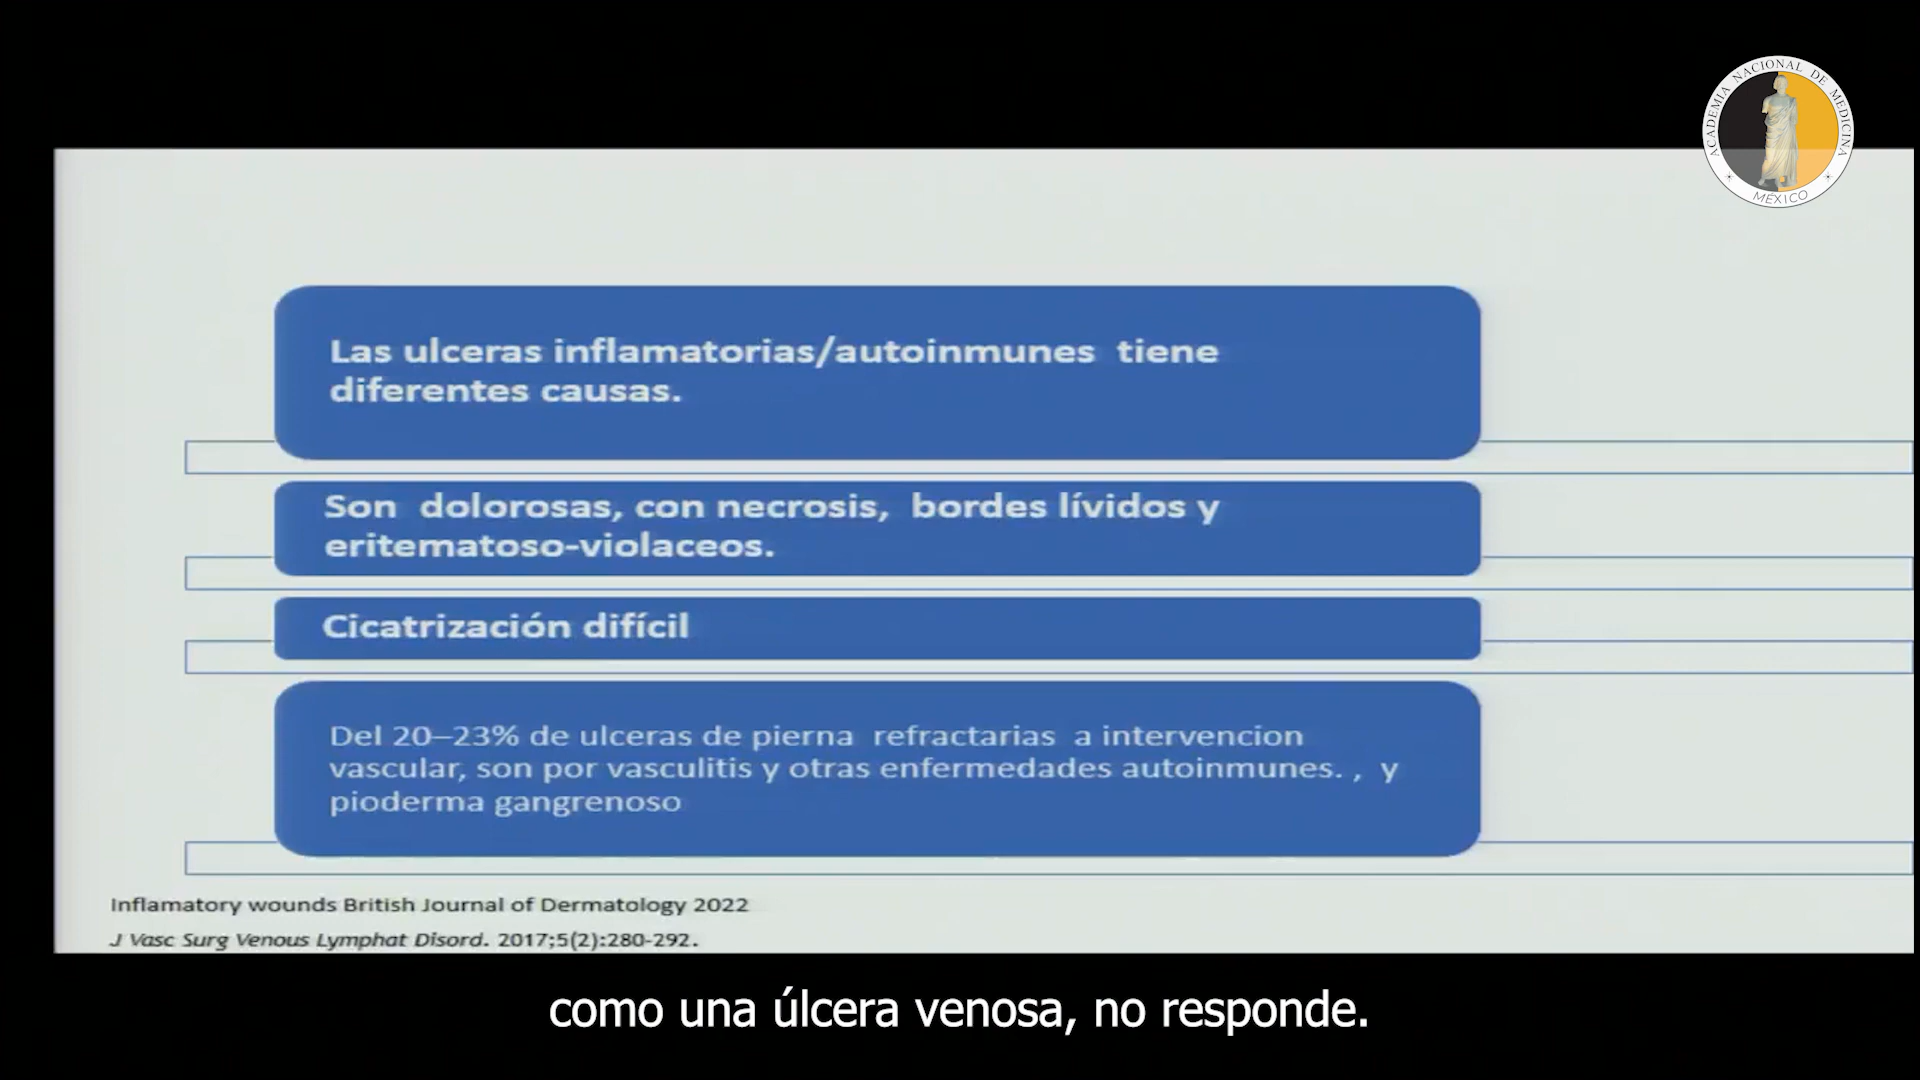 ACADEMIA NACIONAL DE MEDICINA
MÉXICO
Las ulceras inflamatorias/autoinmunes tiene
diferentes causas.
Son dolorosas, con necrosis, bordes lívidos y
eritematoso-violaceos.
Cicatrización difícil
Del 20–23% de ulceras de pierna refractarias a intervencion
vascular, son por vasculitis y otras enfermedades autoinmunes. , y
pioderma gangrenoso
Inflamatory wounds British Journal of Dermatology 2022
J Vasc Surg Venous Lymphat Disord. 2017;5(2):280-292.
como una úlcera venosa, no responde.